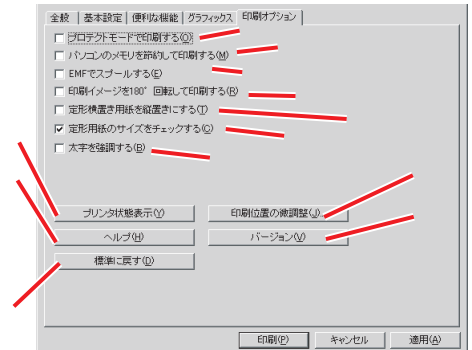 全般 基本設定 便利な機能 グラフィックス 印刷オプション
プロテクトモードで印刷する(O)
パソコンのメモリを節約して印刷する(M)
EMFでスプールする(E)
印刷イメージを180°回転して印刷する(R)
定形横置き用紙を縦置きにする(T)
定形用紙のサイズをチェックする(C)
太字を強調する(B)
プリンタ状態表示(Y) 印刷位置の微調整(J)...
ヘルプ(H) バージョン(V)
標準に戻す(D)
印刷(P) キャンセル 適用(A)